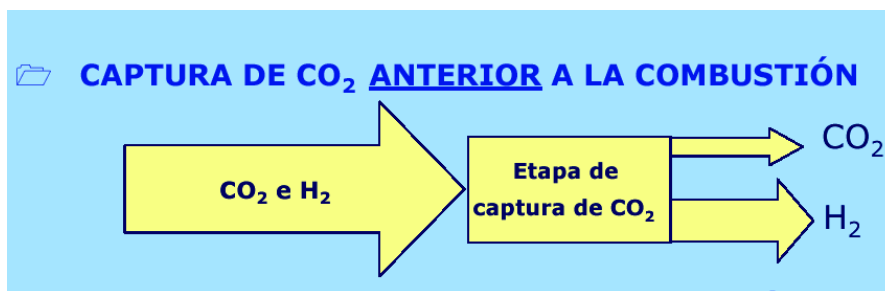 CAPTURA DE CO₂ ANTERIOR A LA COMBUSTIÓN
CO₂ e H₂
Etapa de
captura de CO₂
CO₂
H₂